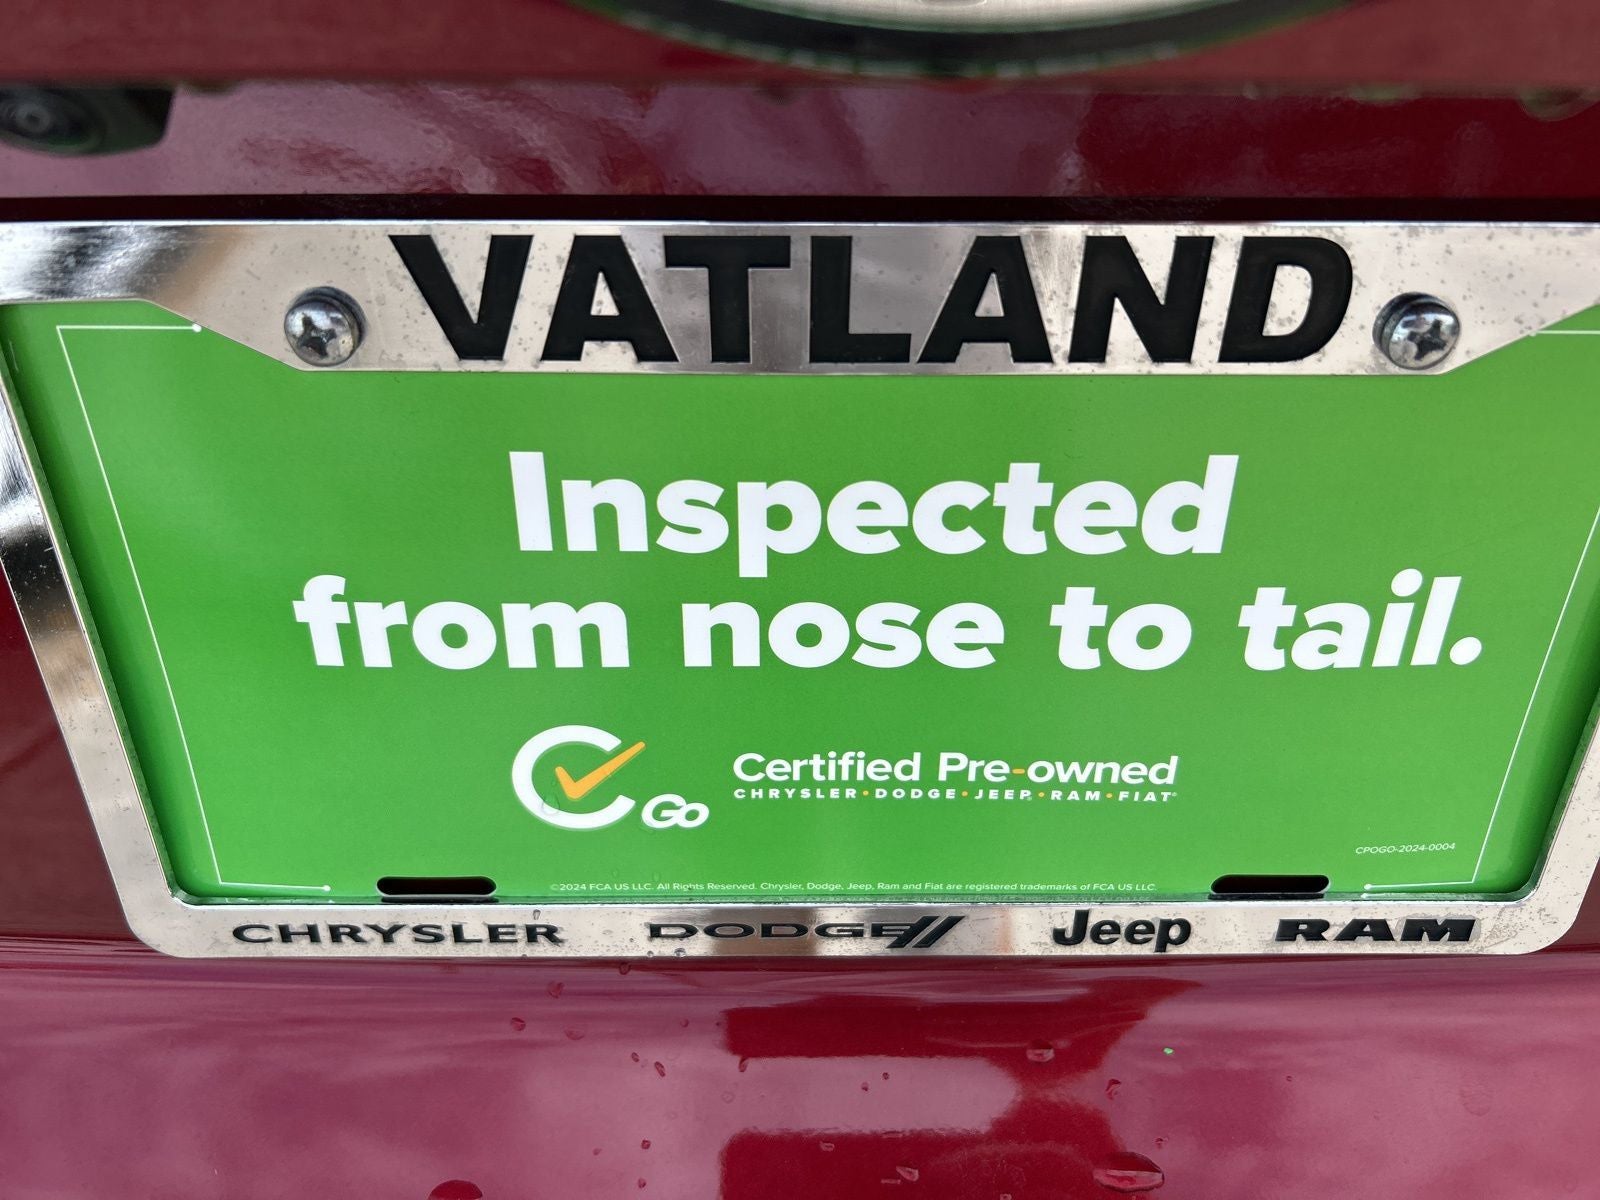 VATLAND
Inspected
from nose to tail.
Go
Certified Pre-owned
CHRYSLER•DODGE•JEEP®•RAM•FIAT®
CPOGO-2024-0004
©2024 FCA US LLC. All Rights Reserved. Chrysler, Dodge, Jeep, Ram and Fiat are registered trademarks of FCA US LLC.
CHRYSLER DODGE Jeep RAM